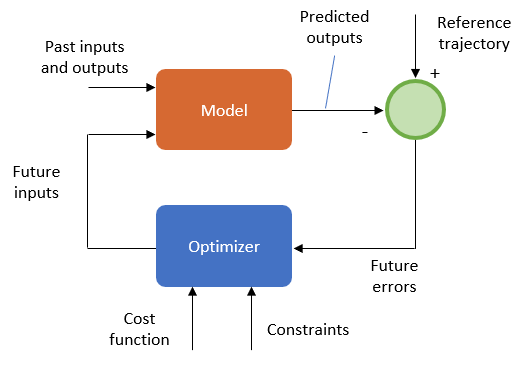 Predicted
outputs
Reference
trajectory
Past inputs
and outputs
+
Model
-
Future
inputs
Optimizer
Future
errors
Cost
function
Constraints